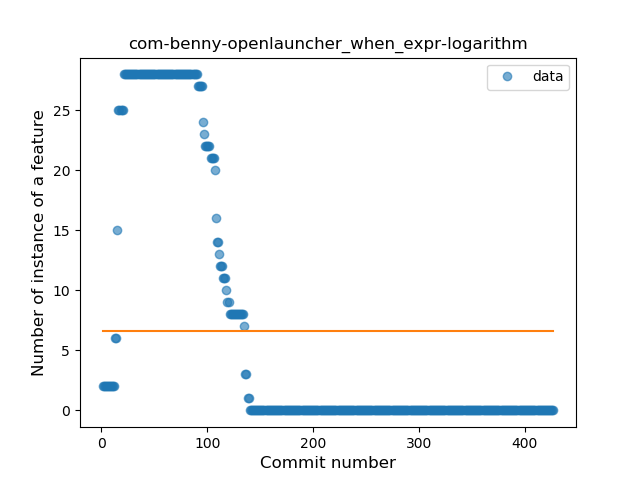 com-benny-openlauncher_when_expr-logarithm
data
Number of instance of a feature
25
20
15
10
5
0
0 100 200 300 400
Commit number